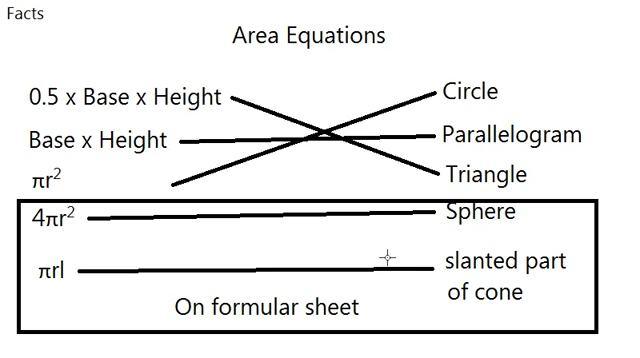 Facts
Area Equations
0.5 x Base x Height
Circle
Base x Height
Parallelogram
πr²
Triangle
4πr²
Sphere
πrl
slanted part
of cone
On formular sheet